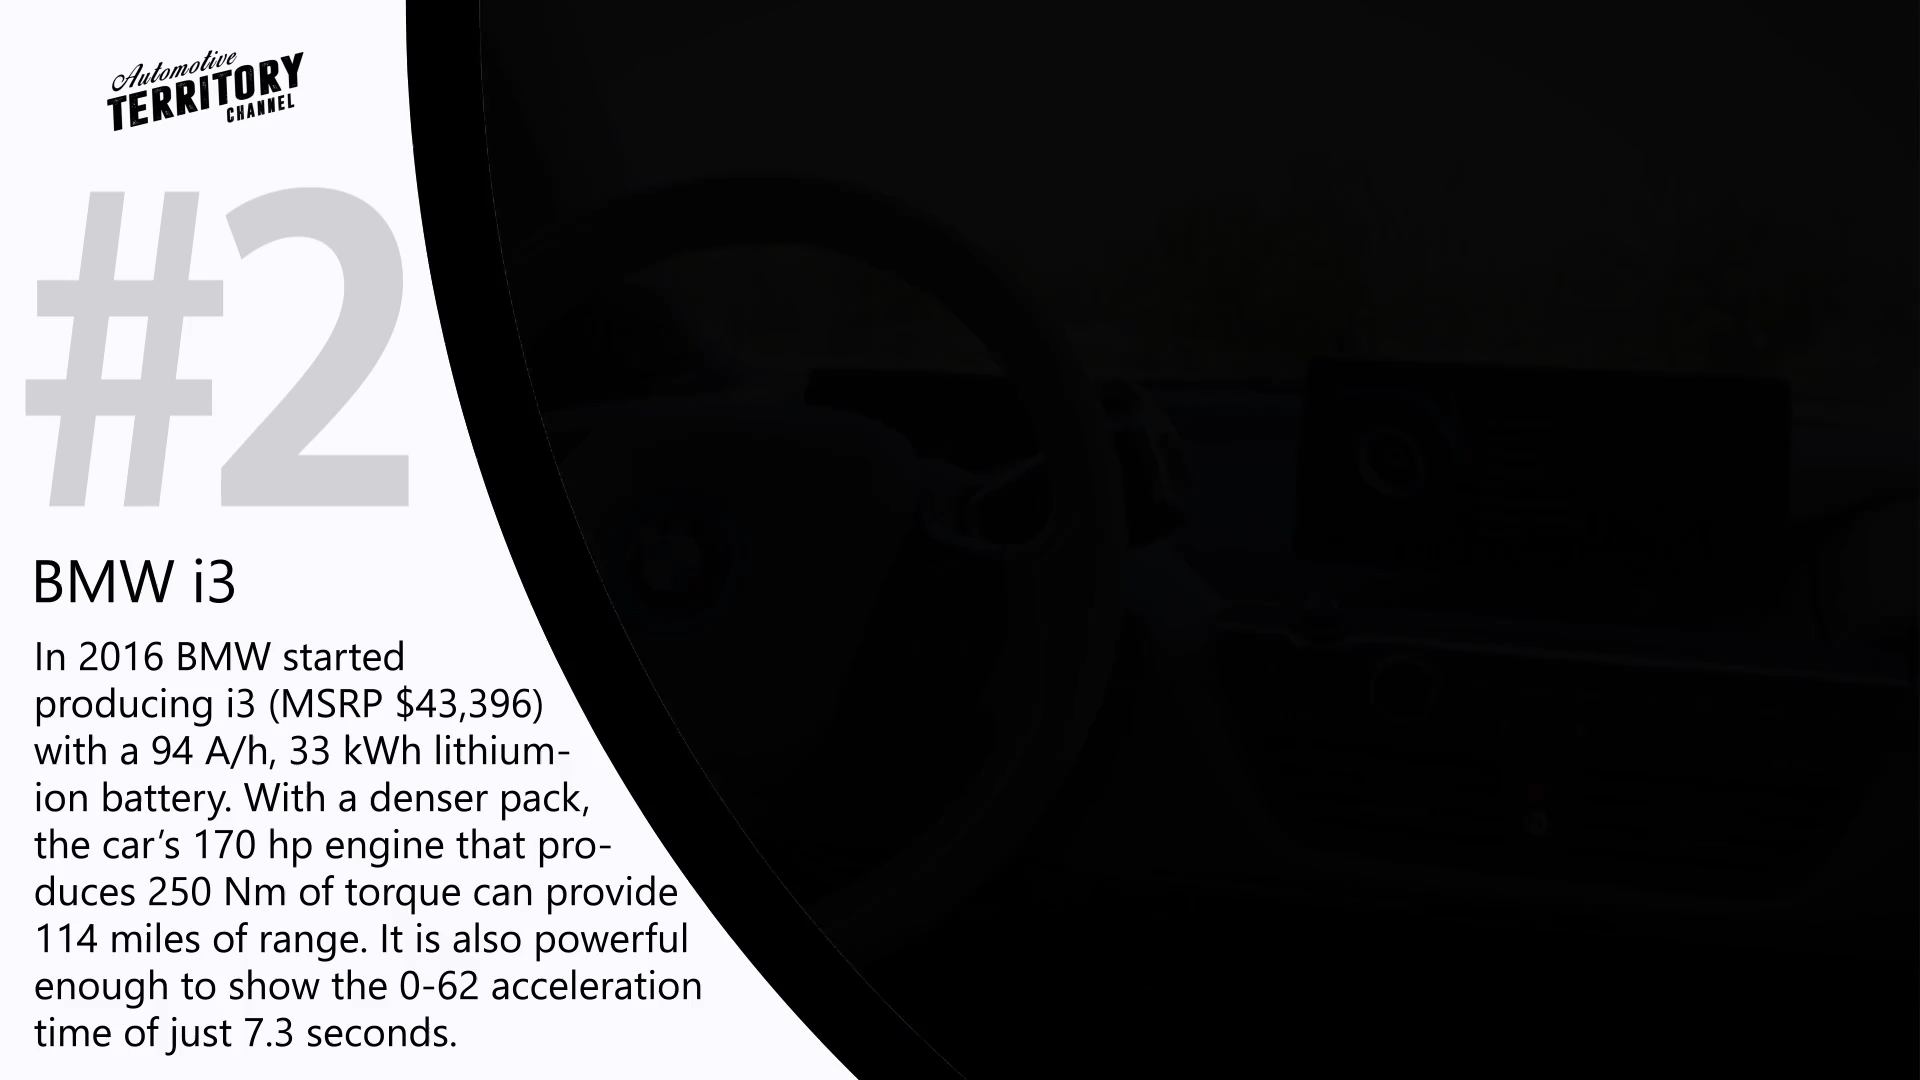 Automotive
TERRITORY
CHANNEL
#2
BMW i3
In 2016 BMW started
producing i3 (MSRP $43,396)
with a 94 A/h, 33 kWh lithium-
ion battery. With a denser pack,
the car’s 170 hp engine that pro-
duces 250 Nm of torque can provide
114 miles of range. It is also powerful
enough to show the 0-62 acceleration
time of just 7.3 seconds.